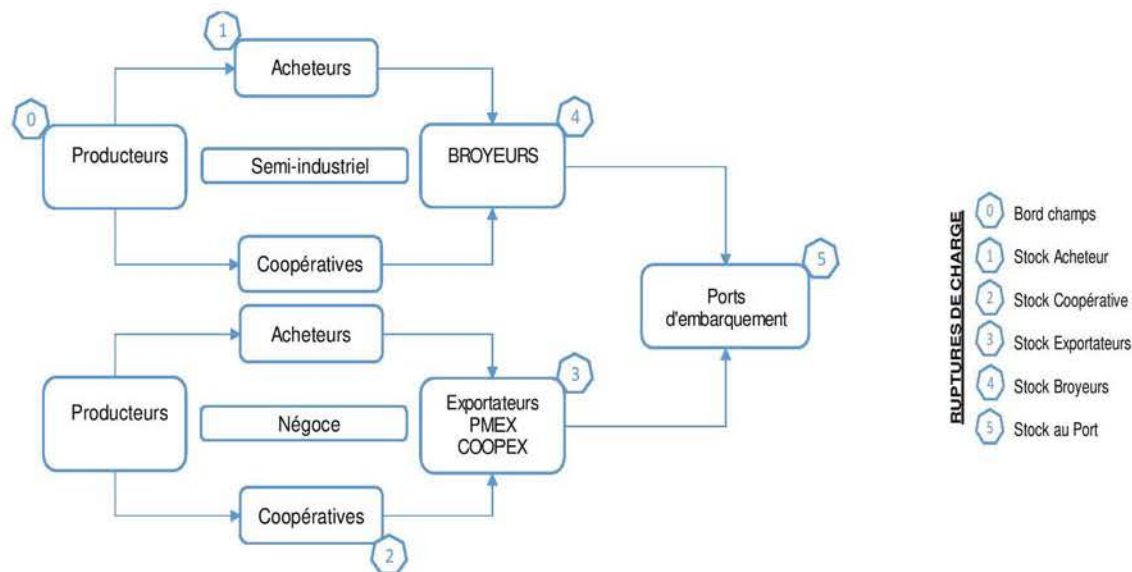 1
Acheteurs
0
Producteurs
Semi-industriel
4
BROYEURS
Coopératives
5
Ports
d'embarquement
Acheteurs
Producteurs
Négoce
3
Exportateurs
PMEX
COOPEX
Coopératives
2
RUPTURES DE CHARGE
0 Bord champs
1 Stock Acheteur
2 Stock Coopérative
3 Stock Exportateurs
4 Stock Broyeurs
5 Stock au Port